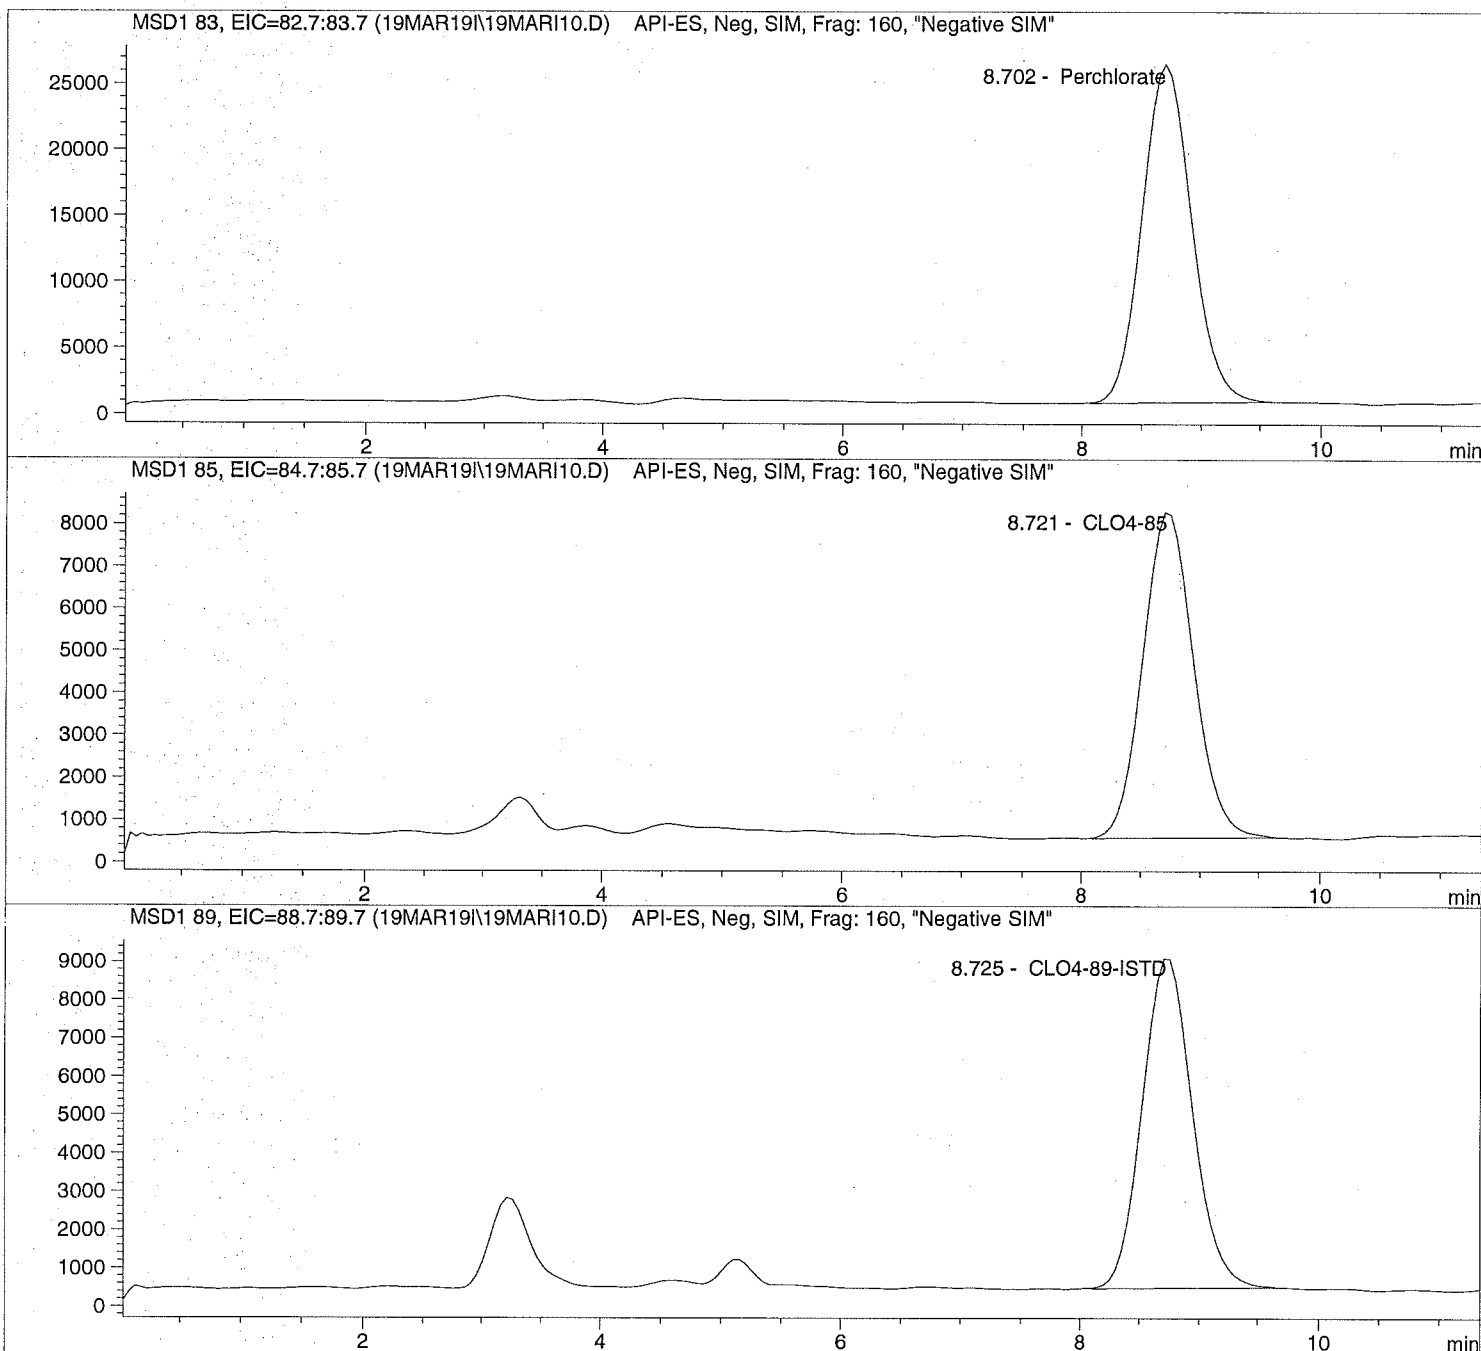 MSD1 83, EIC=82.7:83.7 (19MAR19I\19MARI10.D)    API-ES, Neg, SIM, Frag: 160, "Negative SIM"
8.702 - Perchlorate
25000
20000
15000
10000
5000
0
2 4 6 8 10 min
MSD1 85, EIC=84.7:85.7 (19MAR19I\19MARI10.D)    API-ES, Neg, SIM, Frag: 160, "Negative SIM"
8.721 - CLO4-85
8000
7000
6000
5000
4000
3000
2000
1000
0
2 4 6 8 10 min
MSD1 89, EIC=88.7:89.7 (19MAR19I\19MARI10.D)    API-ES, Neg, SIM, Frag: 160, "Negative SIM"
8.725 - CLO4-89-ISTD
9000
8000
7000
6000
5000
4000
3000
2000
1000
0
2 4 6 8 10 min